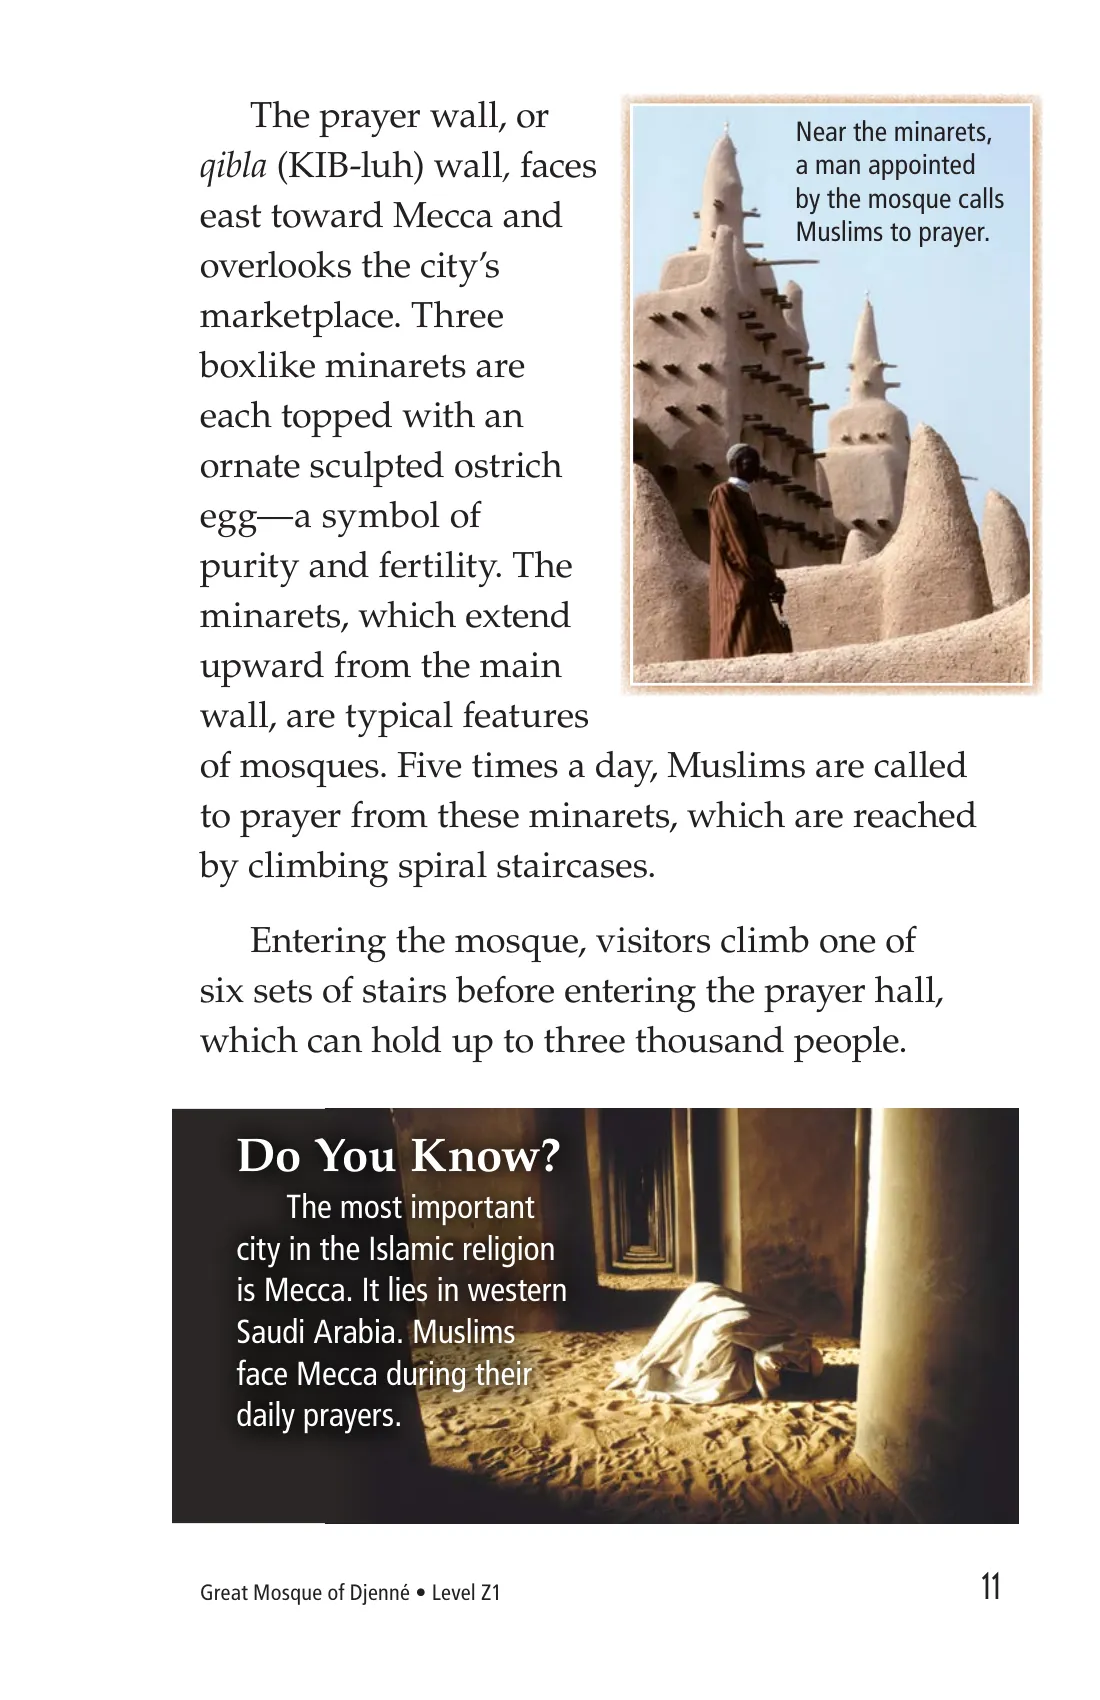 The prayer wall, or
qibla (KIB-luh) wall, faces
east toward Mecca and
overlooks the city’s
marketplace. Three
boxlike minarets are
each topped with an
ornate sculpted ostrich
egg—a symbol of
purity and fertility. The
minarets, which extend
upward from the main
wall, are typical features
of mosques. Five times a day, Muslims are called
to prayer from these minarets, which are reached
by climbing spiral staircases.
Near the minarets,
a man appointed
by the mosque calls
Muslims to prayer.
Entering the mosque, visitors climb one of
six sets of stairs before entering the prayer hall,
which can hold up to three thousand people.
Do You Know?
The most important
city in the Islamic religion
is Mecca. It lies in western
Saudi Arabia. Muslims
face Mecca during their
daily prayers.
Great Mosque of Djenné • Level Z1
11